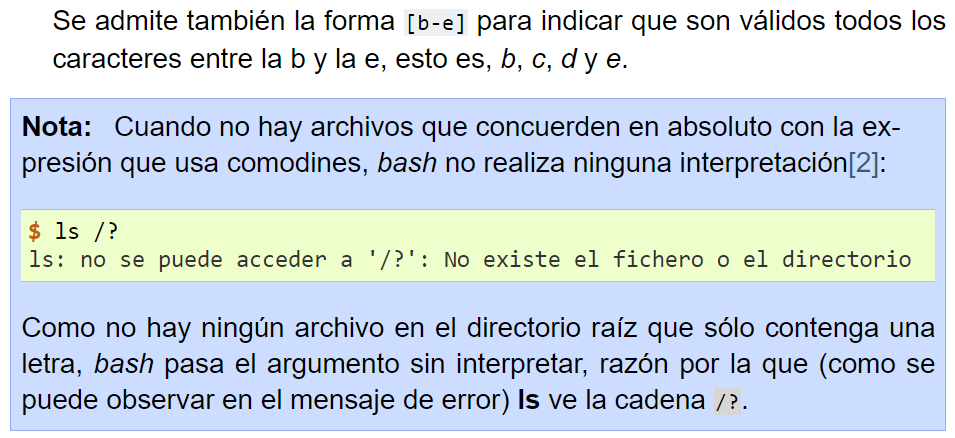 Se admite también la forma [b-e] para indicar que son válidos todos los
caracteres entre la b y la e, esto es, b, c, d y e.
Nota: Cuando no hay archivos que concuerden en absoluto con la ex-
presión que usa comodines, bash no realiza ninguna interpretación[2]:
$ ls /?
ls: no se puede acceder a '/?': No existe el fichero o el directorio
Como no hay ningún archivo en el directorio raíz que sólo contenga una
letra, bash pasa el argumento sin interpretar, razón por la que (como se
puede observar en el mensaje de error) ls ve la cadena /?.